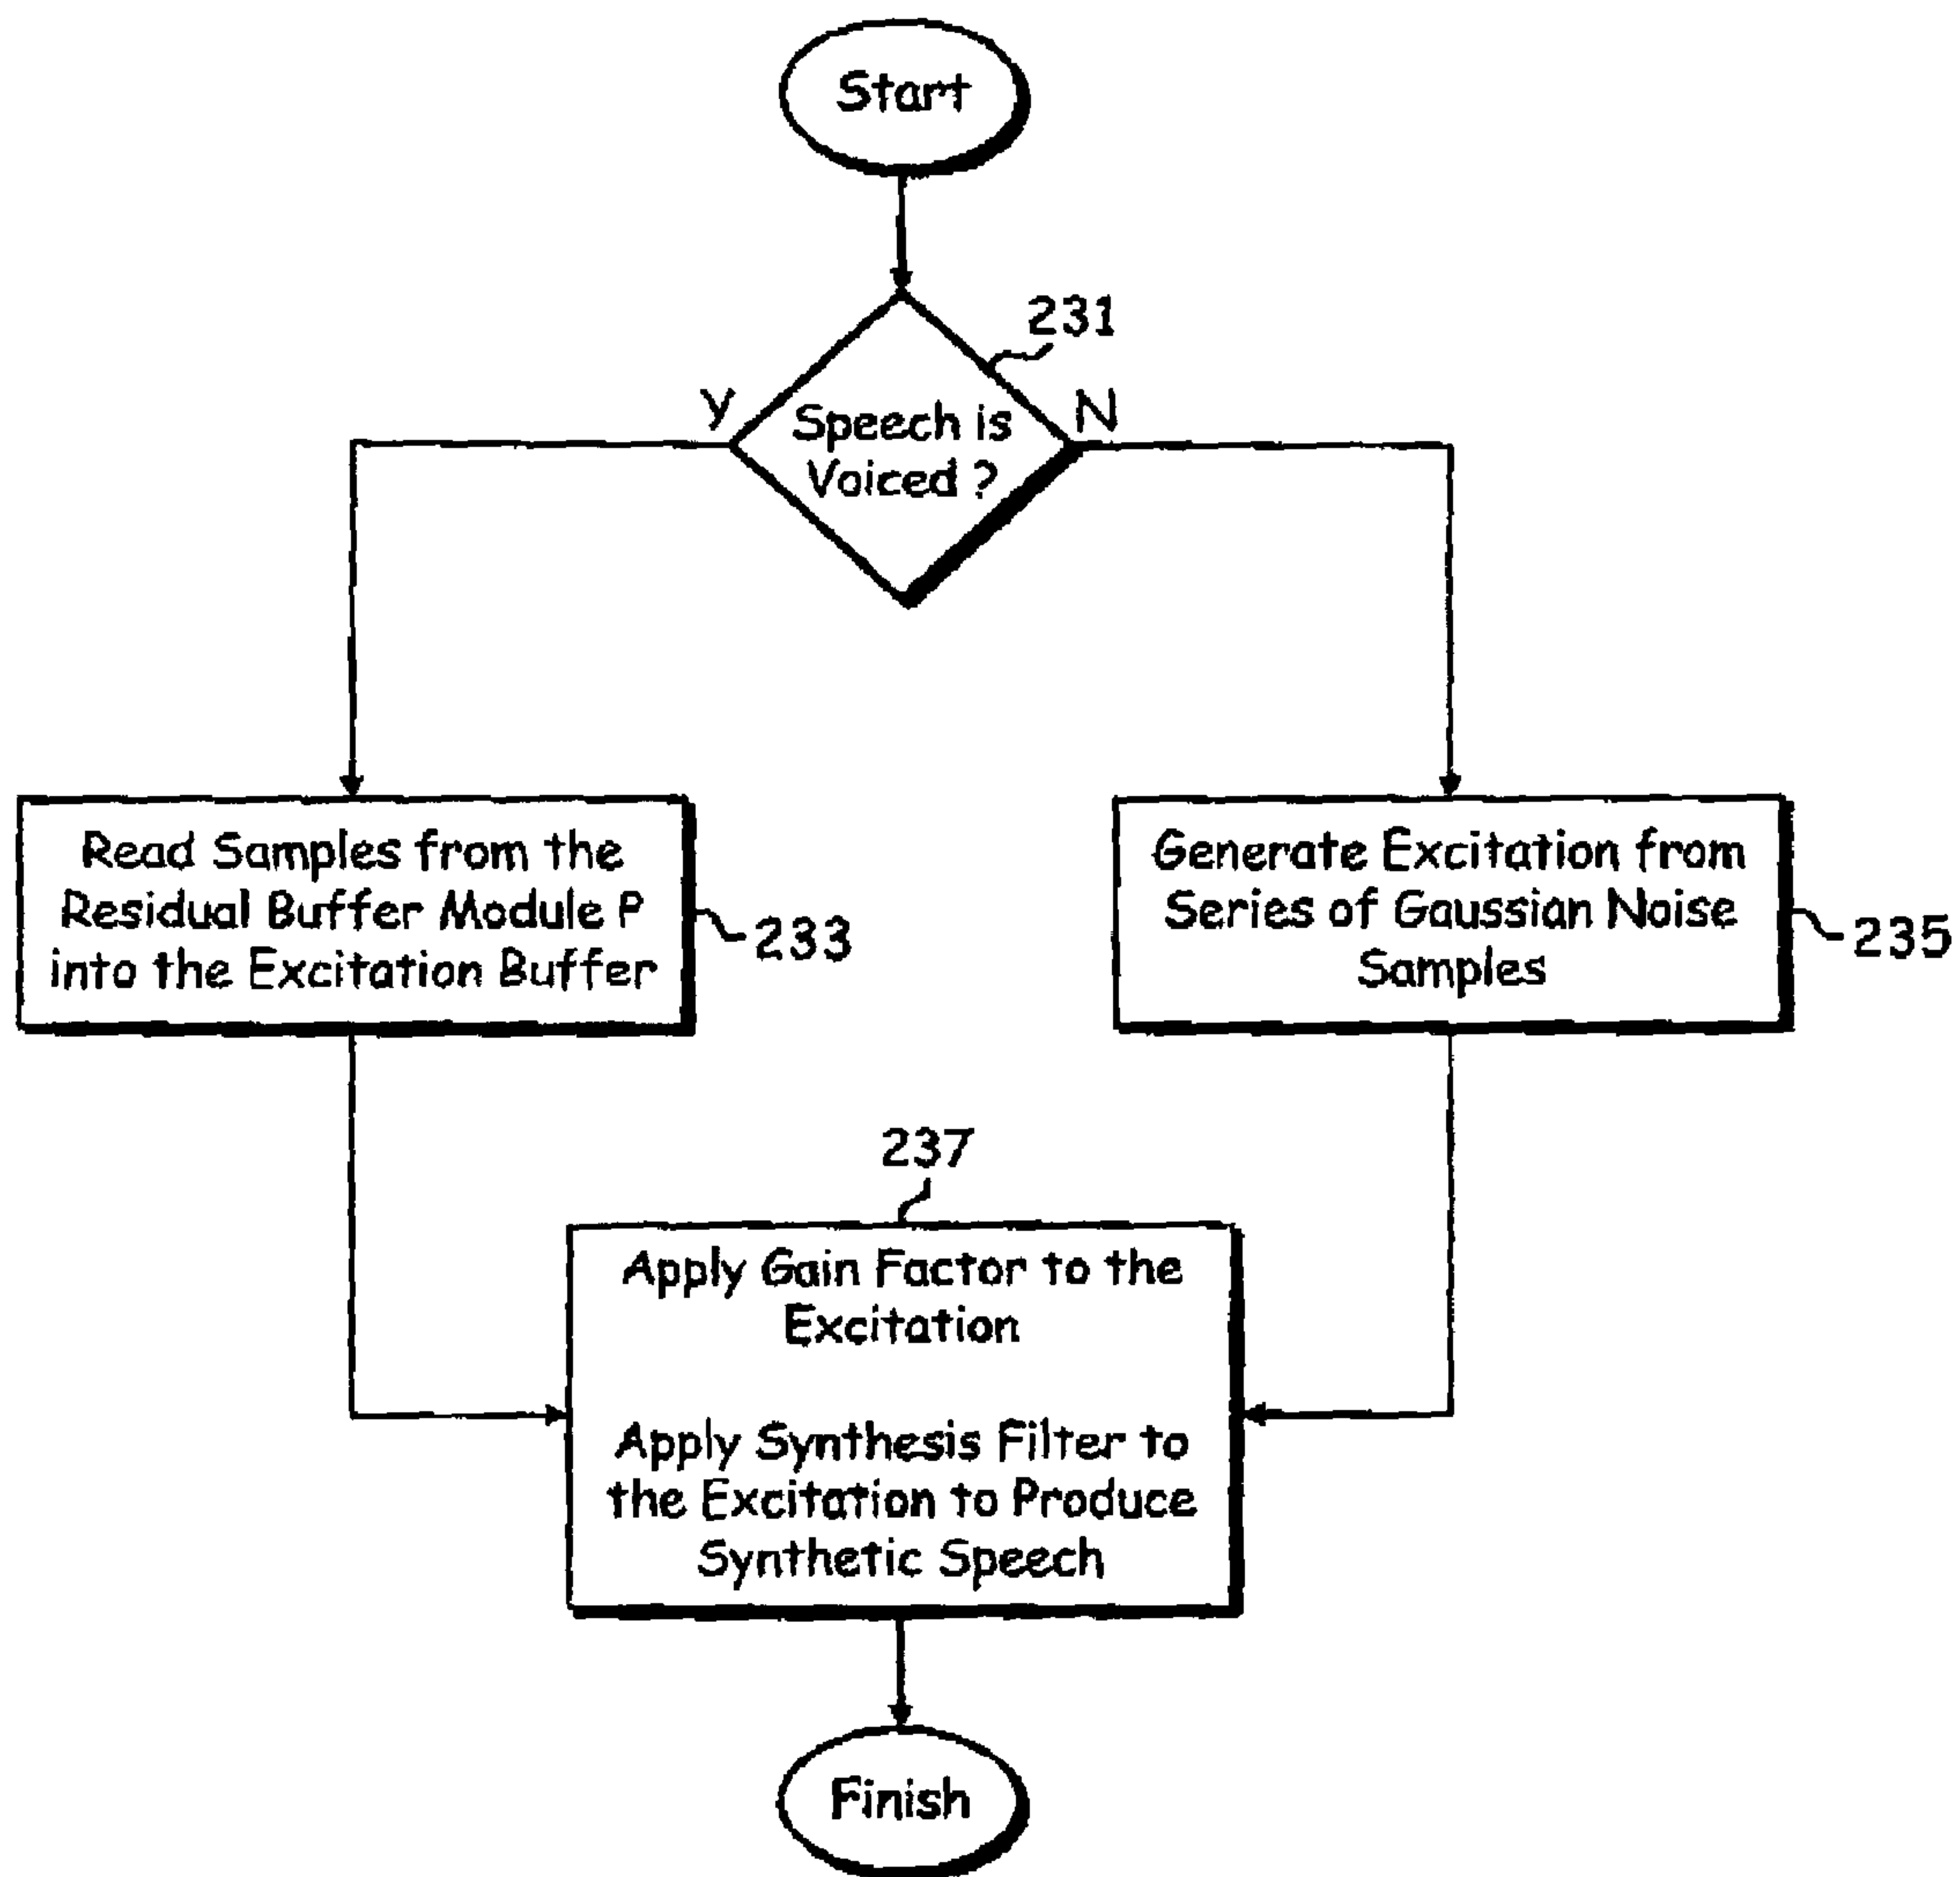 Start
231
Y
N
Speech is
Voiced ?
Read Samples from the
Residual Buffer Module P
into the Excitation Buffer
233
Generate Excitation from
Series of Gaussian Noise
Samples
235
237
Apply Gain Factor to the
Excitation
Apply Synthesis Filter to
the Excitation to Produce
Synthetic Speech
Finish